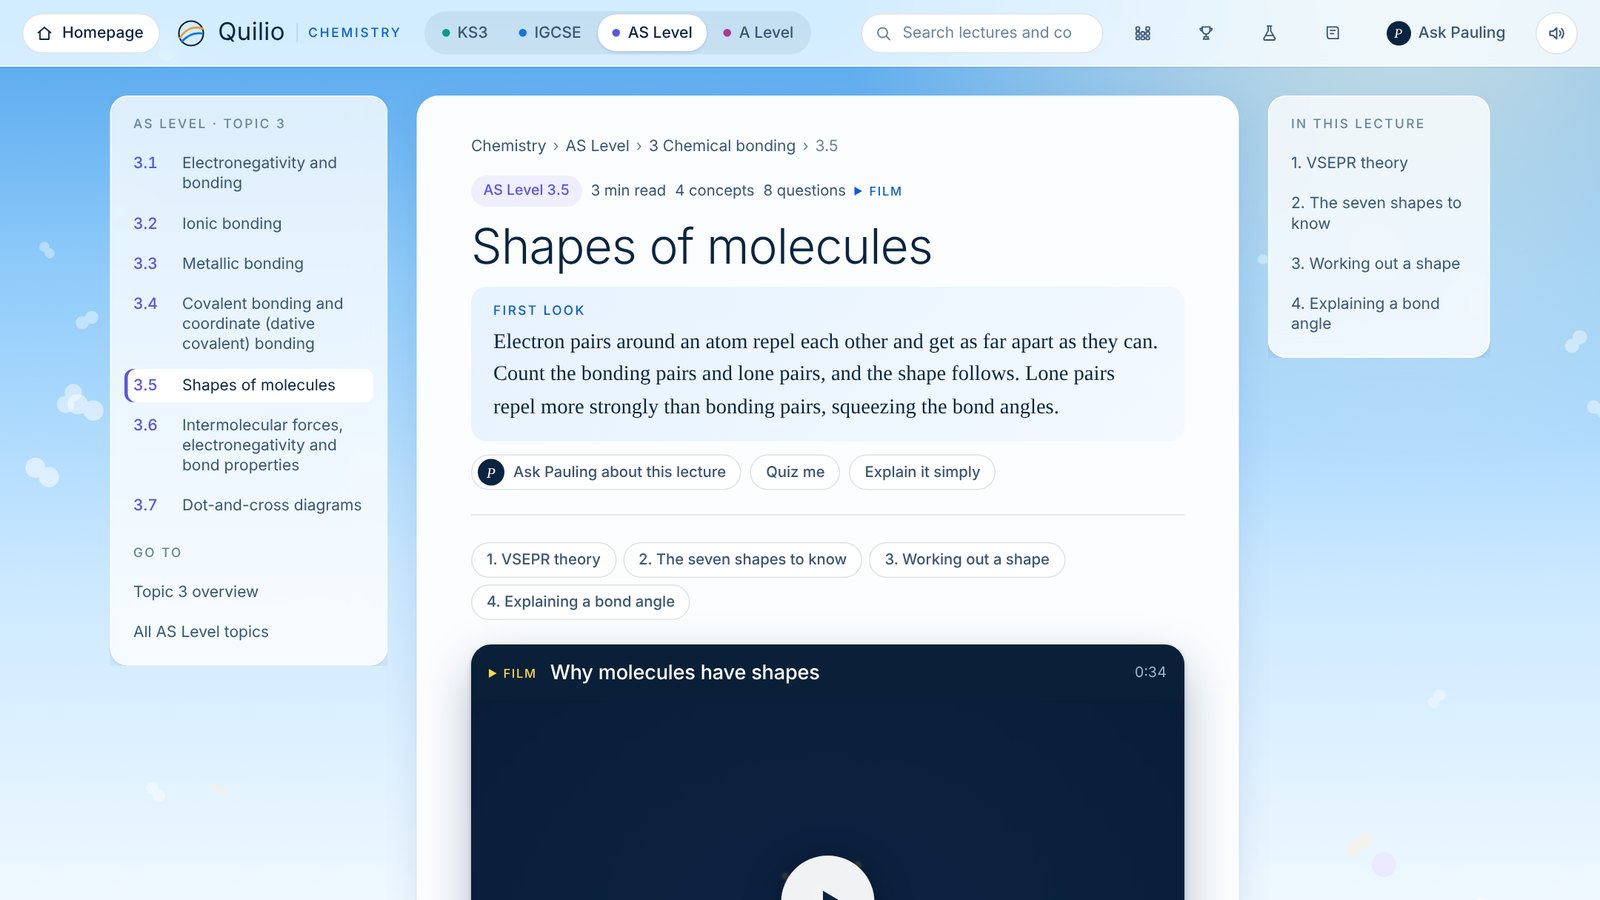 Homepage
Quilio
CHEMISTRY
KS3
IGCSE
AS Level
A Level
Search lectures and co
P
Ask Pauling
AS LEVEL · TOPIC 3
3.1 Electronegativity and
bonding
3.2 Ionic bonding
3.3 Metallic bonding
3.4 Covalent bonding and
coordinate (dative
covalent) bonding
3.5 Shapes of molecules
3.6 Intermolecular forces,
electronegativity and
bond properties
3.7 Dot-and-cross diagrams
GO TO
Topic 3 overview
All AS Level topics
Chemistry › AS Level › 3 Chemical bonding › 3.5
AS Level 3.5 3 min read 4 concepts 8 questions FILM
Shapes of molecules
FIRST LOOK
Electron pairs around an atom repel each other and get as far apart as they can.
Count the bonding pairs and lone pairs, and the shape follows. Lone pairs
repel more strongly than bonding pairs, squeezing the bond angles.
P Ask Pauling about this lecture
Quiz me
Explain it simply
1. VSEPR theory
2. The seven shapes to know
3. Working out a shape
4. Explaining a bond angle
FILM Why molecules have shapes 0:34
IN THIS LECTURE
1. VSEPR theory
2. The seven shapes to
know
3. Working out a shape
4. Explaining a bond
angle